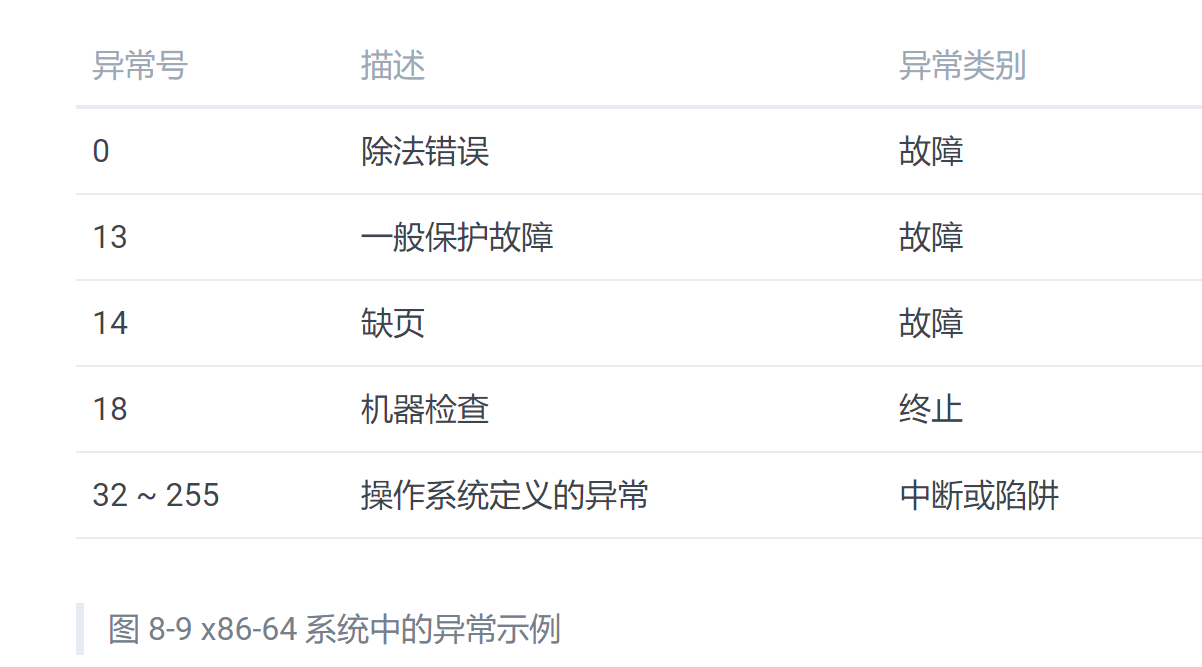 异常号 描述 异常类别
0 除法错误 故障
13 一般保护故障 故障
14 缺页 故障
18 机器检查 终止
32 ~ 255 操作系统定义的异常 中断或陷阱
图 8-9 x86-64 系统中的异常示例